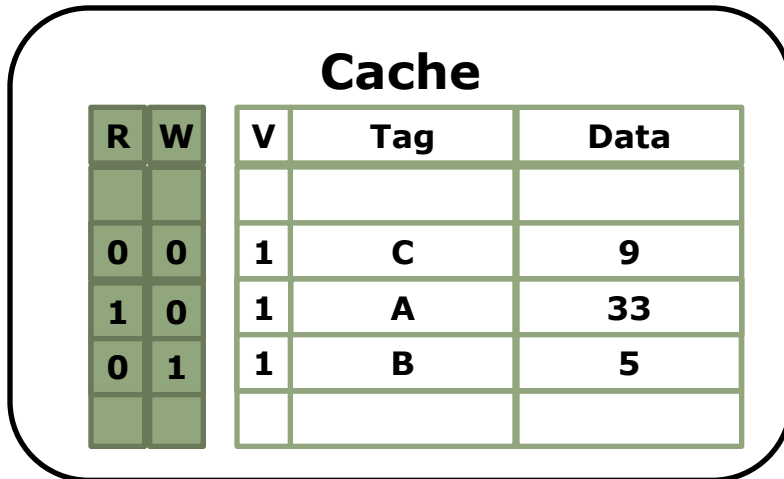 Cache
R W V Tag Data
0 0 1 C 9
1 0 1 A 33
0 1 1 B 5